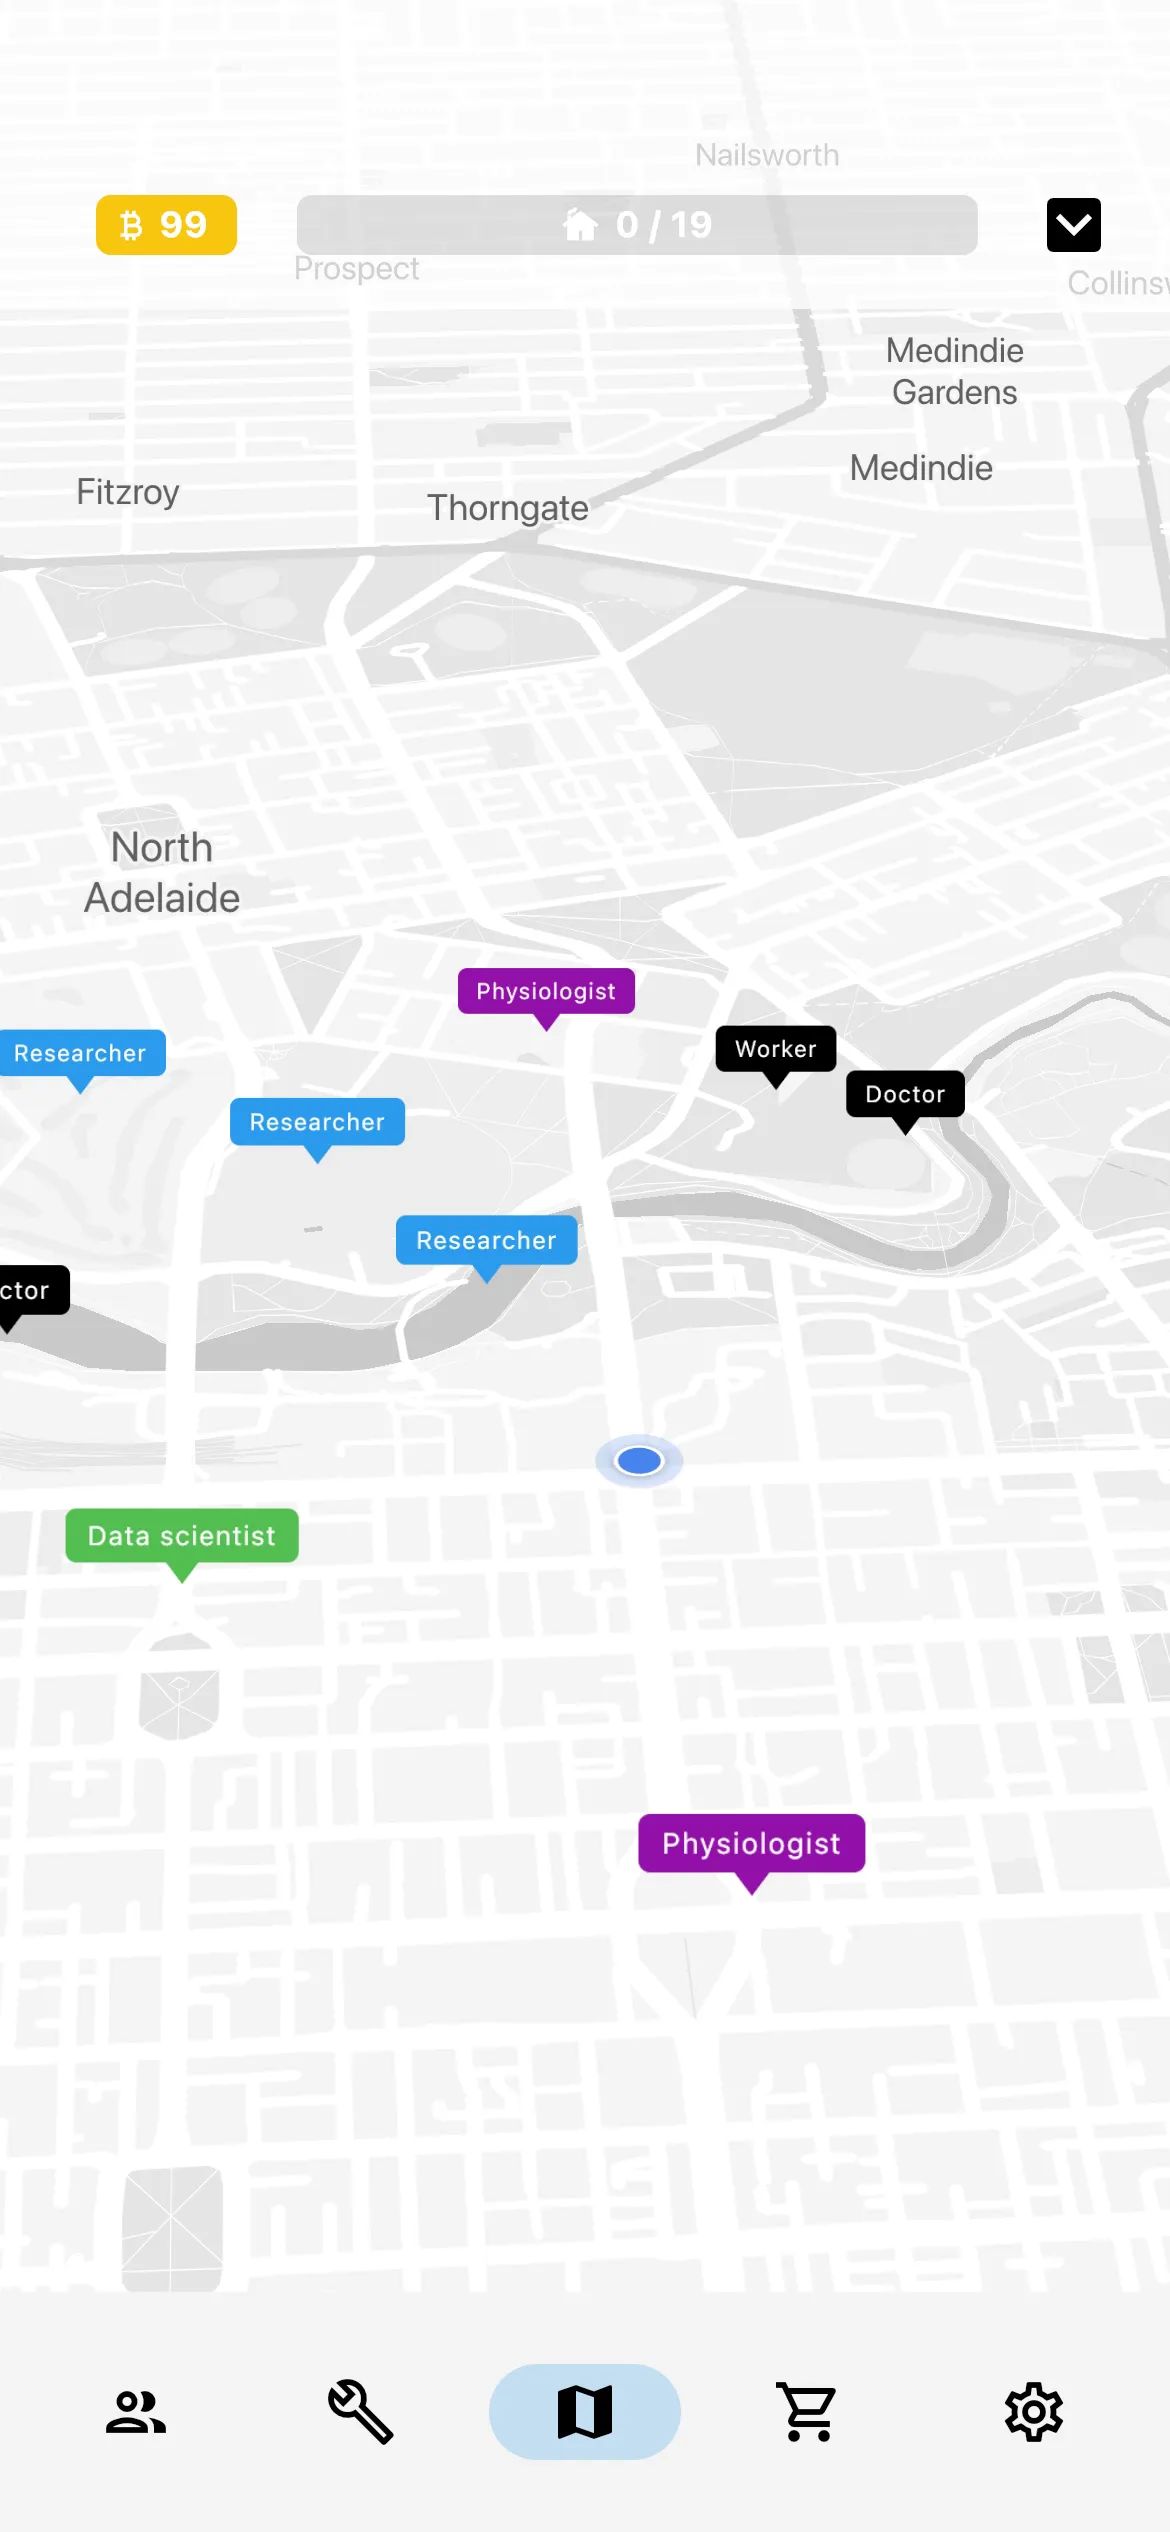 Nailsworth
99
0 / 19
Prospect
Collinsw
Medindie
Gardens
Medindie
Fitzroy
Thorngate
North
Adelaide
Physiologist
Researcher
Worker
Doctor
Researcher
Researcher
ctor
Data scientist
Physiologist